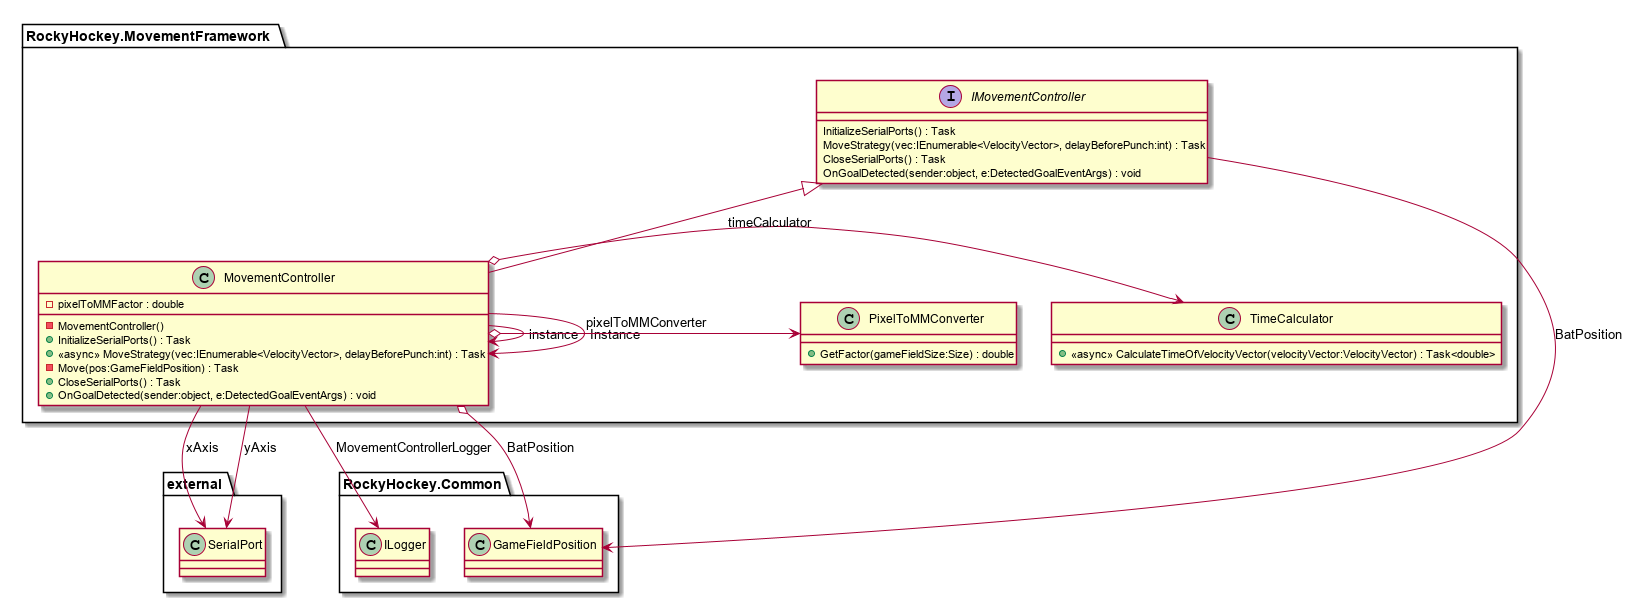 RockyHockey.MovementFramework
I IMovementController
InitializeSerialPorts() : Task
MoveStrategy(vec:IEnumerable<VelocityVector>, delayBeforePunch:int) : Task
CloseSerialPorts() : Task
OnGoalDetected(sender:object, e:DetectedGoalEventArgs) : void
timeCalculator
C MovementController
pixelToMMFactor : double
MovementController()
InitializeSerialPorts() : Task
«async» MoveStrategy(vec:IEnumerable<VelocityVector>, delayBeforePunch:int) : Task
Move(pos:GameFieldPosition) : Task
CloseSerialPorts() : Task
OnGoalDetected(sender:object, e:DetectedGoalEventArgs) : void
instance
Instance
pixelToMMConverter
C PixelToMMConverter
GetFactor(gameFieldSize:Size) : double
C TimeCalculator
«async» CalculateTimeOfVelocityVector(velocityVector:VelocityVector) : Task<double>
BatPosition
xAxis
yAxis
MovementControllerLogger
BatPosition
external
C SerialPort
RockyHockey.Common
C ILogger
C GameFieldPosition